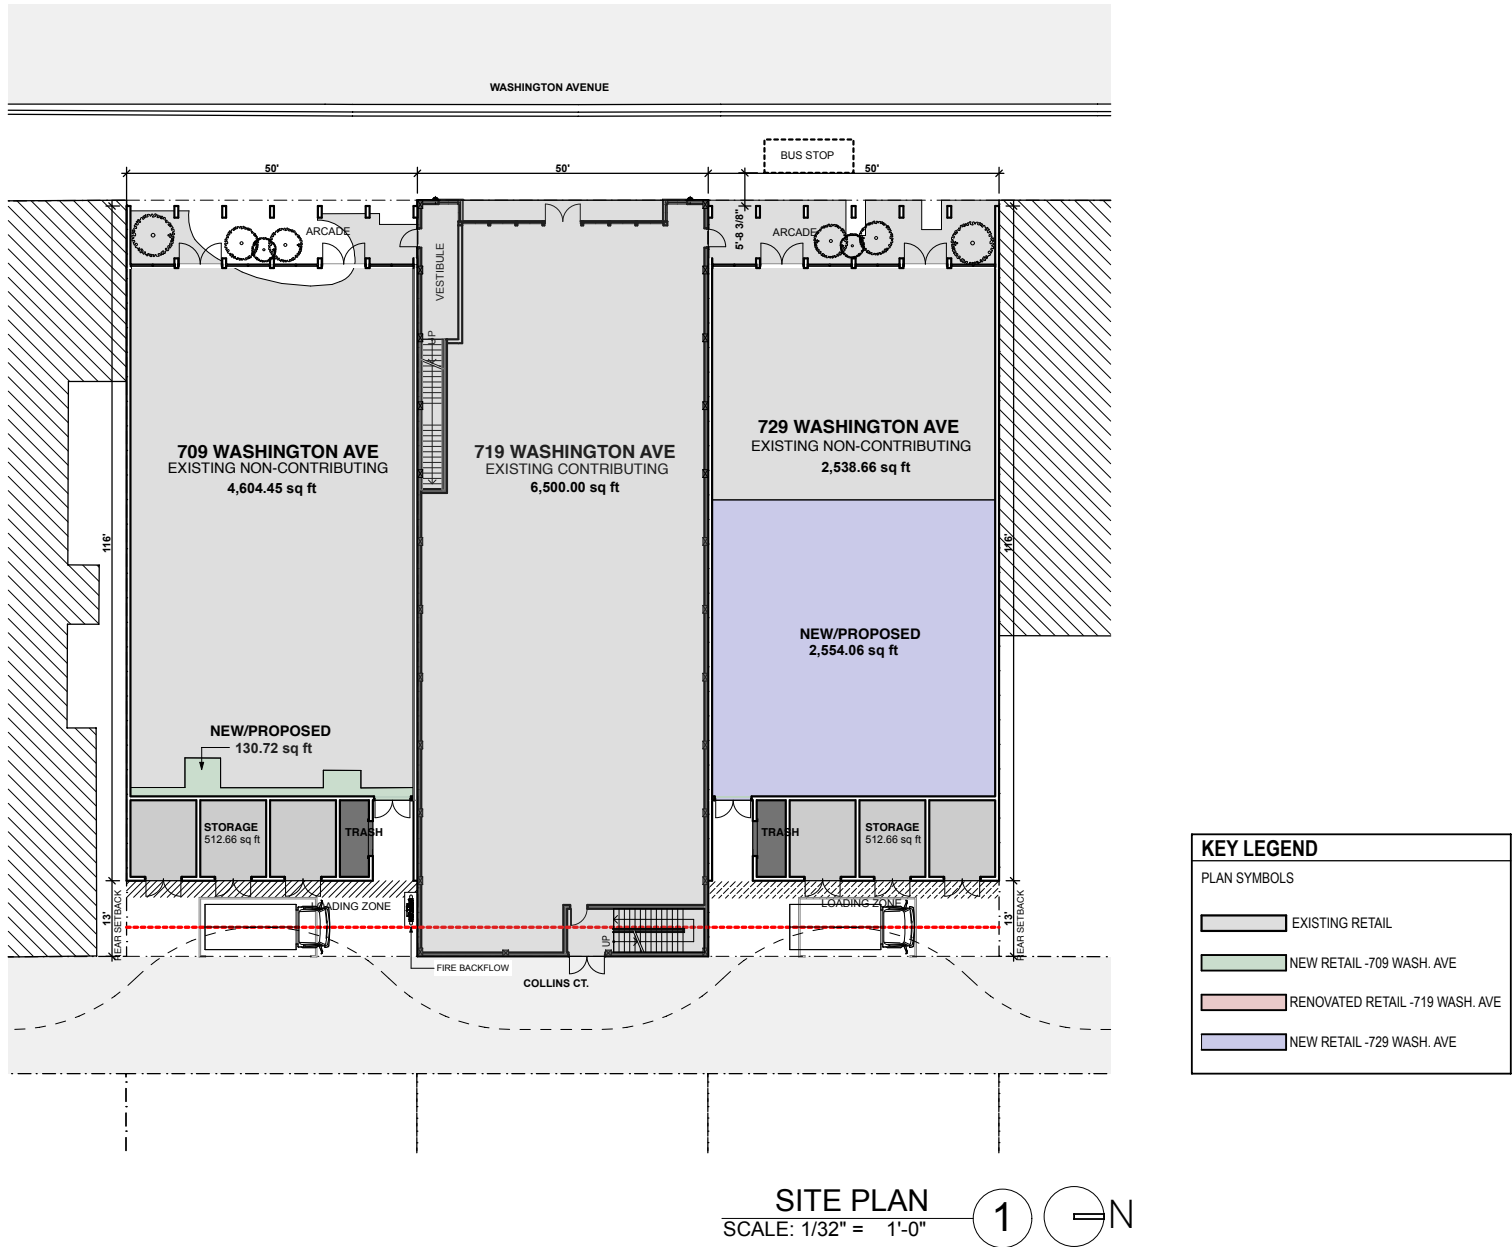 WASHINGTON AVENUE
BUS STOP
50'
50'
50'
ARCADE
5'-8 3/8"
ARCADE
VESTIBULE
UP
709 WASHINGTON AVE
EXISTING NON-CONTRIBUTING
4,604.45 sq ft
719 WASHINGTON AVE
EXISTING CONTRIBUTING
6,500.00 sq ft
729 WASHINGTON AVE
EXISTING NON-CONTRIBUTING
2,538.66 sq ft
116'
116'
NEW/PROPOSED
2,554.06 sq ft
NEW/PROPOSED
130.72 sq ft
STORAGE
512.66 sq ft
TRASH
TRASH
STORAGE
512.66 sq ft
LOADING ZONE
LOADING ZONE
13'
REAR SETBACK
13'
REAR SETBACK
UP
FIRE BACKFLOW
COLLINS CT.
KEY LEGEND
PLAN SYMBOLS
EXISTING RETAIL
NEW RETAIL -709 WASH. AVE
RENOVATED RETAIL -719 WASH. AVE
NEW RETAIL -729 WASH. AVE
SITE PLAN
SCALE: 1/32" = 1'-0"
1
N